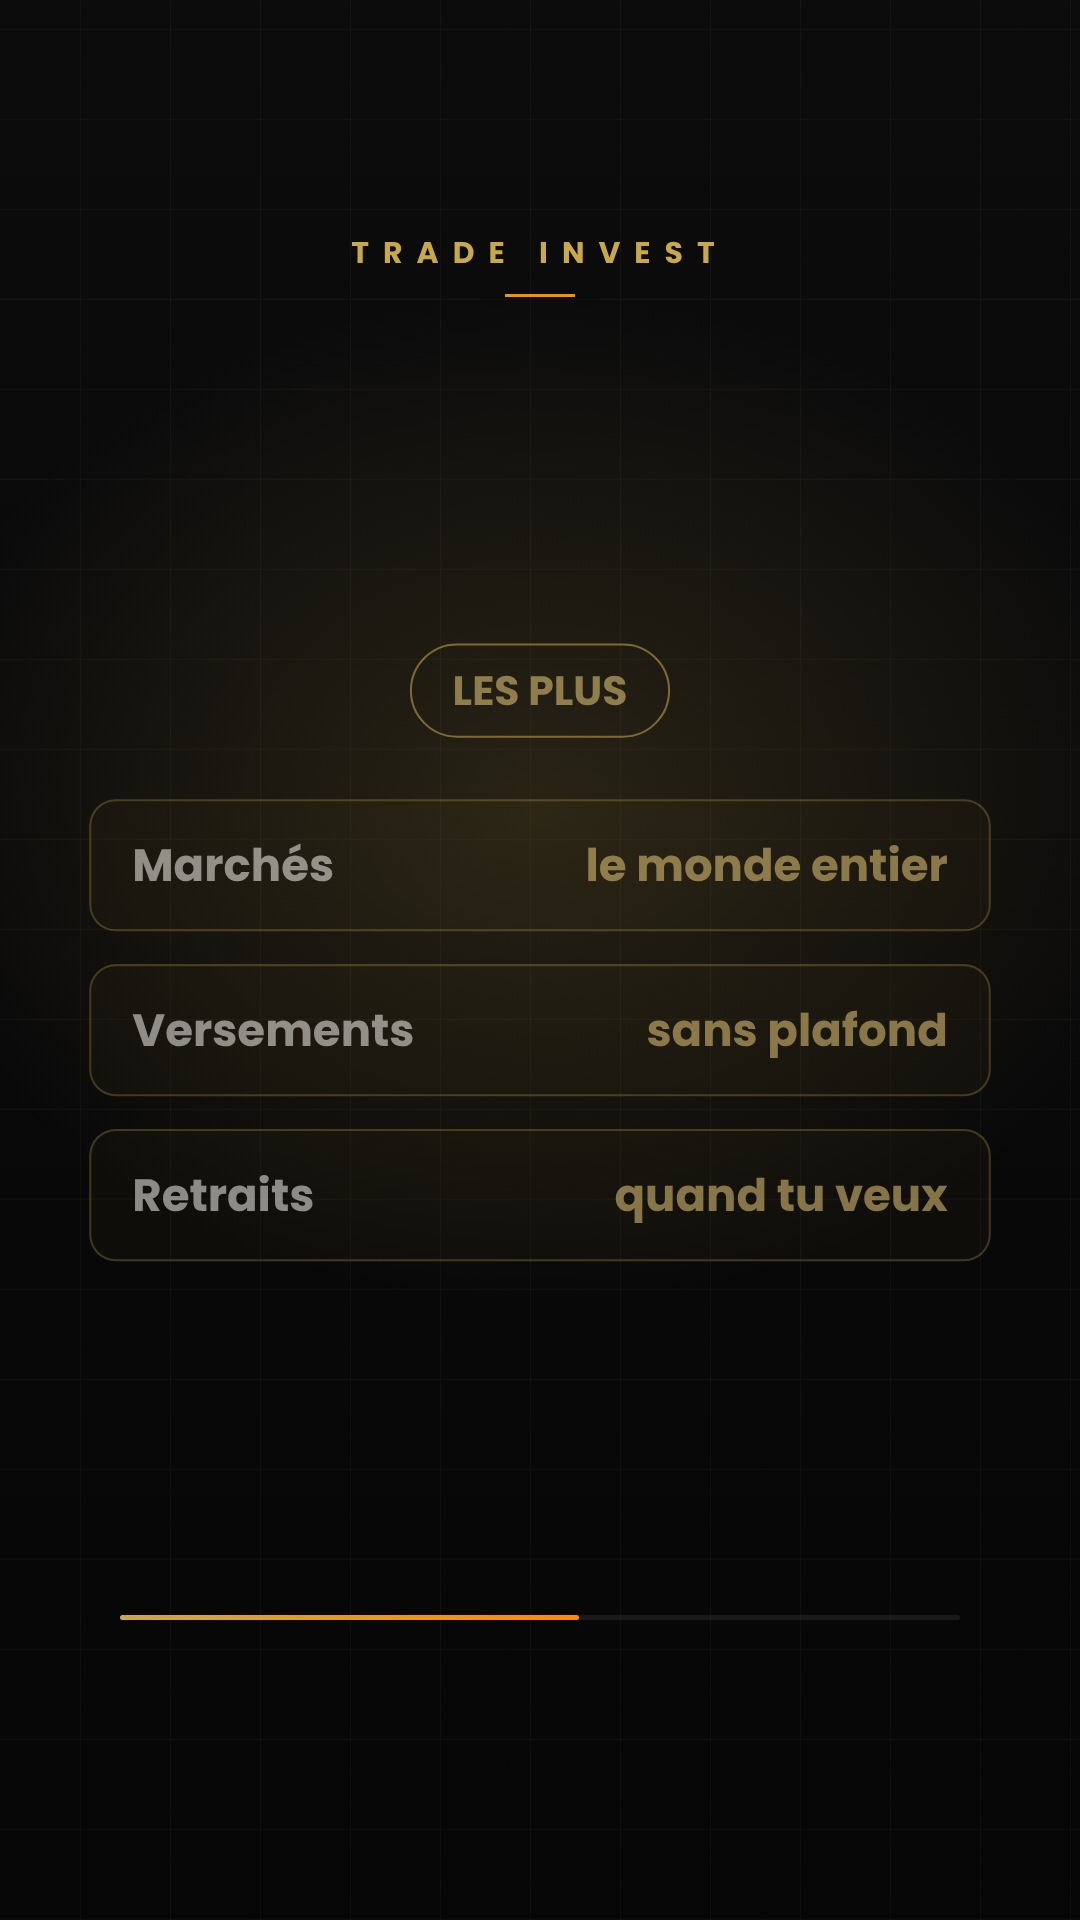 TRADE INVEST
LES PLUS
Marchés le monde entier
Versements sans plafond
Retraits quand tu veux